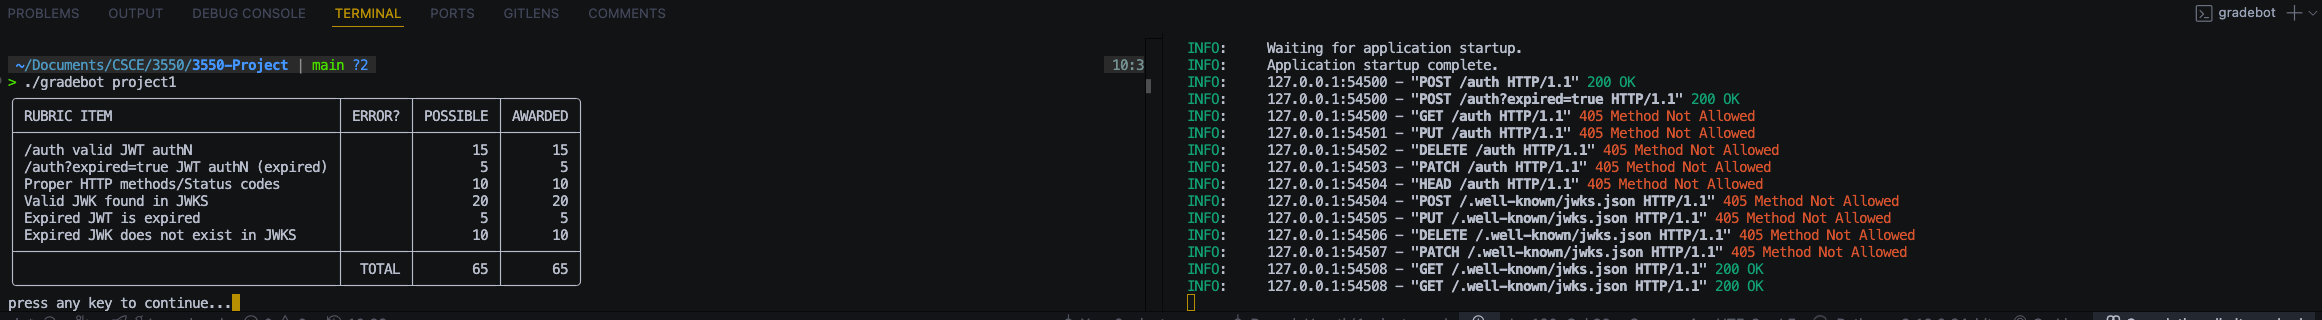 PROBLEMS OUTPUT DEBUG CONSOLE TERMINAL PORTS GITLENS COMMENTS
gradebot
~/Documents/CSCE/3550/3550-Project | main ?2
10:3
> ./gradebot project1
RUBRIC ITEM ERROR? POSSIBLE AWARDED
/auth valid JWT authN 15 15
/auth?expired=true JWT authN (expired) 5 5
Proper HTTP methods/Status codes 10 10
Valid JWK found in JWKS 20 20
Expired JWT is expired 5 5
Expired JWK does not exist in JWKS 10 10
TOTAL 65 65
press any key to continue...
INFO: Waiting for application startup.
INFO: Application startup complete.
INFO: 127.0.0.1:54500 - "POST /auth HTTP/1.1" 200 OK
INFO: 127.0.0.1:54500 - "POST /auth?expired=true HTTP/1.1" 200 OK
INFO: 127.0.0.1:54500 - "GET /auth HTTP/1.1" 405 Method Not Allowed
INFO: 127.0.0.1:54501 - "PUT /auth HTTP/1.1" 405 Method Not Allowed
INFO: 127.0.0.1:54502 - "DELETE /auth HTTP/1.1" 405 Method Not Allowed
INFO: 127.0.0.1:54503 - "PATCH /auth HTTP/1.1" 405 Method Not Allowed
INFO: 127.0.0.1:54504 - "HEAD /auth HTTP/1.1" 405 Method Not Allowed
INFO: 127.0.0.1:54504 - "POST /.well-known/jwks.json HTTP/1.1" 405 Method Not Allowed
INFO: 127.0.0.1:54505 - "PUT /.well-known/jwks.json HTTP/1.1" 405 Method Not Allowed
INFO: 127.0.0.1:54506 - "DELETE /.well-known/jwks.json HTTP/1.1" 405 Method Not Allowed
INFO: 127.0.0.1:54507 - "PATCH /.well-known/jwks.json HTTP/1.1" 405 Method Not Allowed
INFO: 127.0.0.1:54508 - "GET /.well-known/jwks.json HTTP/1.1" 200 OK
INFO: 127.0.0.1:54508 - "GET /.well-known/jwks.json HTTP/1.1" 200 OK